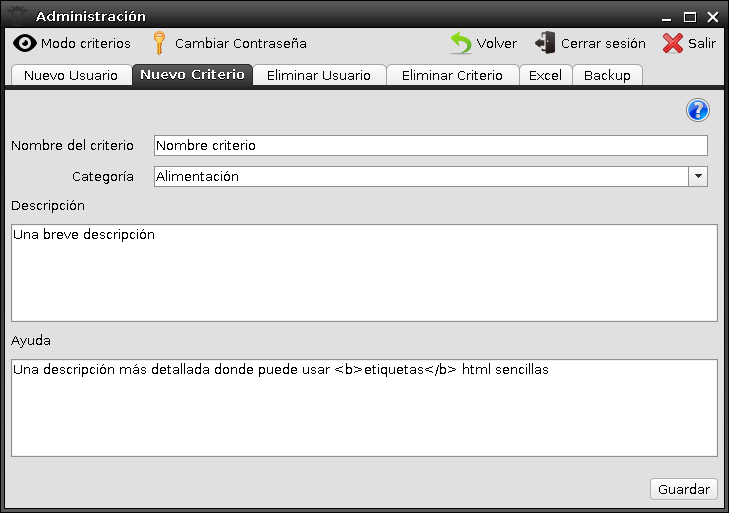 Administración
Modo criterios Cambiar Contraseña Volver Cerrar sesión Salir
Nuevo Usuario Nuevo Criterio Eliminar Usuario Eliminar Criterio Excel Backup
?
Nombre del criterio Nombre criterio
Categoría Alimentación
Descripción
Una breve descripción
Ayuda
Una descripción más detallada donde puede usar <b>etiquetas</b> html sencillas
Guardar